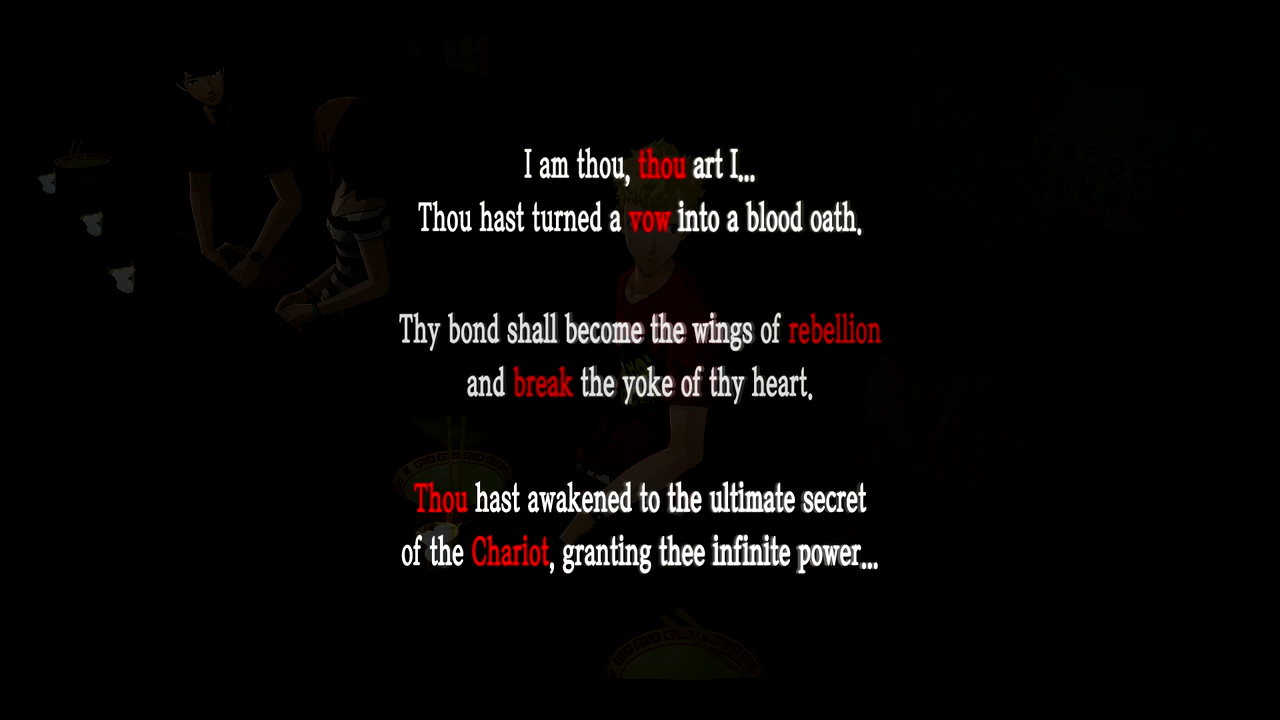 I am thou, thou art I...
Thou hast turned a vow into a blood oath.
Thy bond shall become the wings of rebellion
and break the yoke of thy heart.
Thou hast awakened to the ultimate secret
of the Chariot, granting thee infinite power...